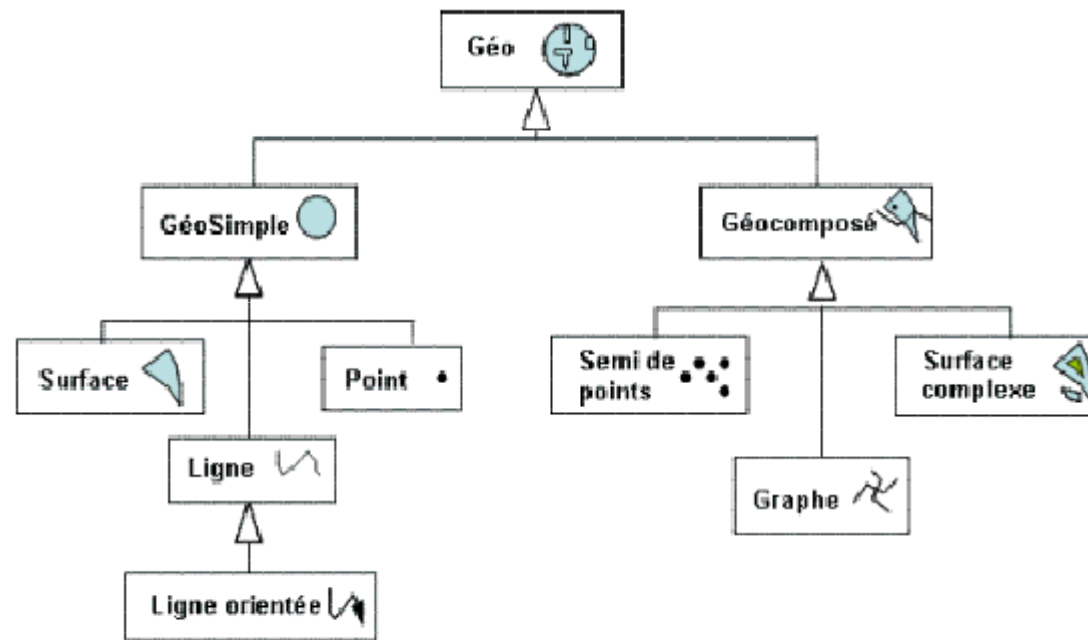 Géo
GéoSimple
Géocomposé
Surface
Point
Semi de
points
Surface
complexe
Ligne
Graphe
Ligne orientée